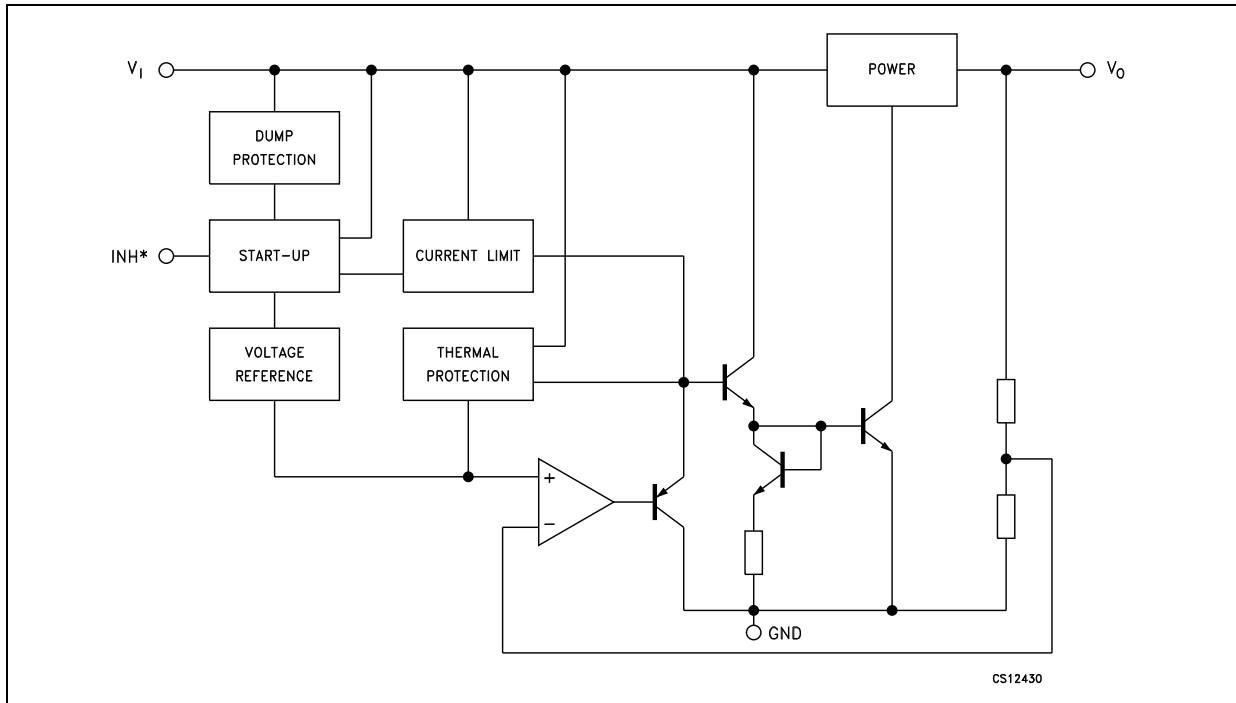 V_I
POWER
V_O
DUMP
PROTECTION
INH*
START-UP
CURRENT LIMIT
VOLTAGE
REFERENCE
THERMAL
PROTECTION
+
−
GND
CS12430